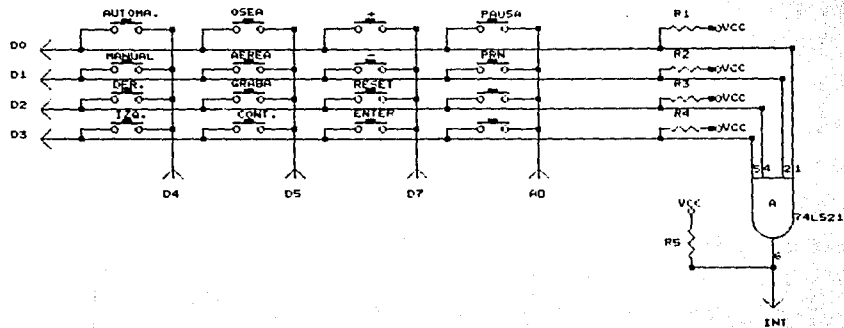 AUTOMA. OSEA + PAUSA R1
VCC
D0
MANUAL AEREA - PRN R2
D1 VCC
DER. GRABA RESET R3
D2 VCC
IZQ. CONT. ENTER R4
D3 VCC
5 4 2 1
D4 D5 D7 A0
VCC A
74LS21
R5
6
INT